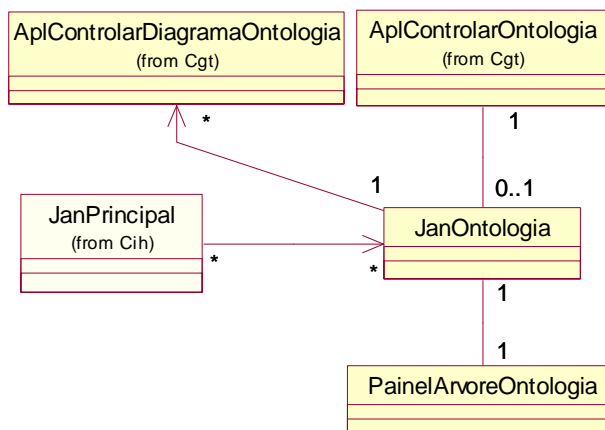 AplControlarDiagramaOntologia
(from Cgt)
AplControlarOntologia
(from Cgt)
*
1
1
0..1
JanPrincipal
(from Cih)
JanOntologia
*
*
1
1
PainelArvoreOntologia